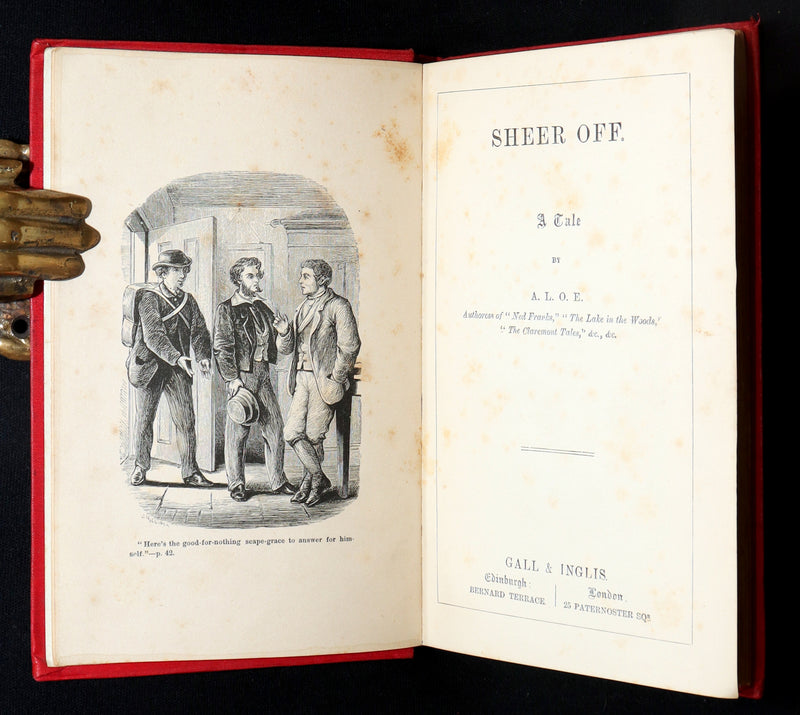 "Here's the good-for-nothing scape-grace to answer for him-
self."—p. 42.
SHEER OFF.
A Tale
BY
A. L. O. E.
Authoress of "Ned Franks," "The Lake in the Woods,"
"The Claremont Tales," &c., &c.
GALL & INGLIS.
Edinburgh:
BERNARD TERRACE
London.
25 PATERNOSTER SQR